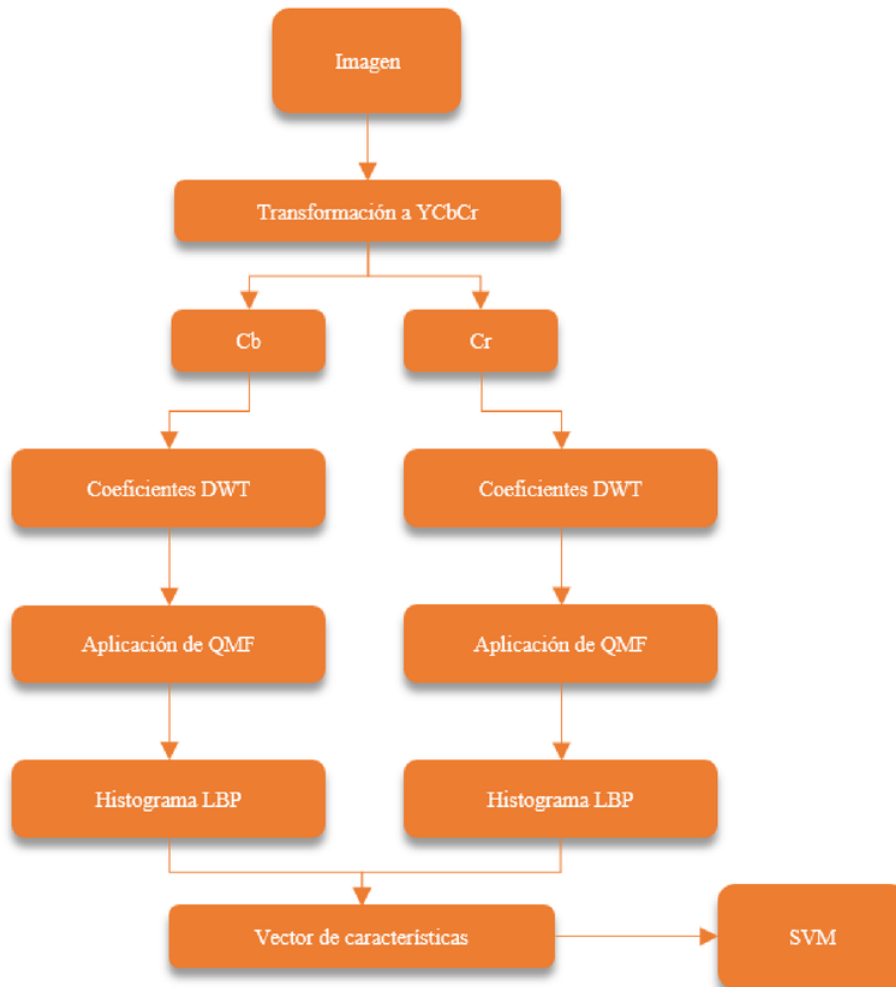 Imagen
Transformación a YCbCr
Cb
Cr
Coeficientes DWT
Coeficientes DWT
Aplicación de QMF
Aplicación de QMF
Histograma LBP
Histograma LBP
Vector de características
SVM